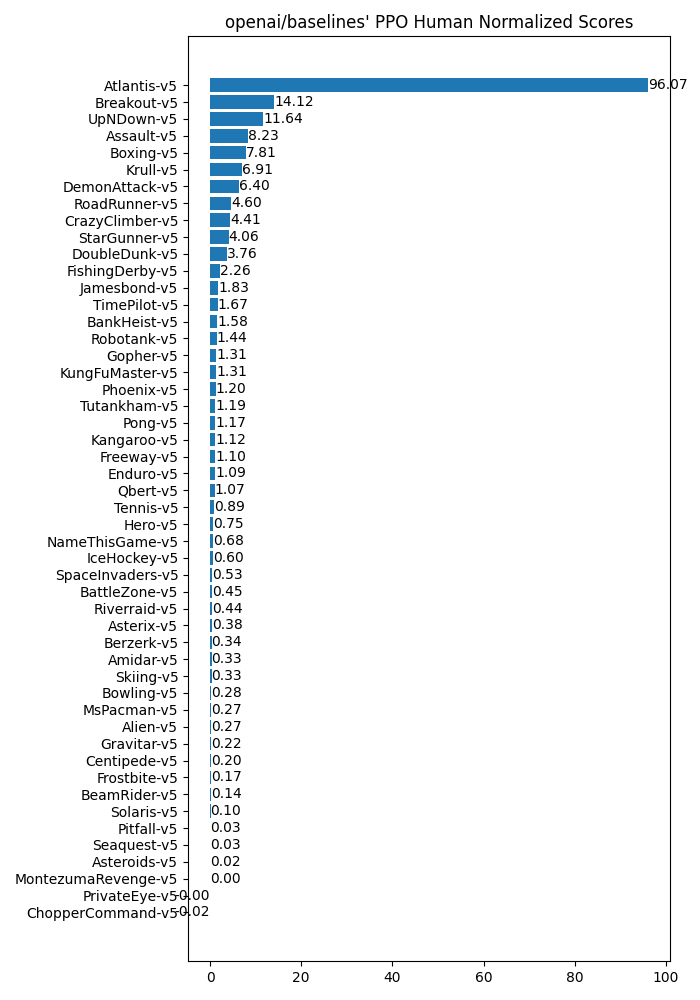 openai/baselines' PPO Human Normalized Scores
Atlantis-v5 96.07
Breakout-v5 14.12
UpNDown-v5 11.64
Assault-v5 8.23
Boxing-v5 7.81
Krull-v5 6.91
DemonAttack-v5 6.40
RoadRunner-v5 4.60
CrazyClimber-v5 4.41
StarGunner-v5 4.06
DoubleDunk-v5 3.76
FishingDerby-v5 2.26
Jamesbond-v5 1.83
TimePilot-v5 1.67
BankHeist-v5 1.58
Robotank-v5 1.44
Gopher-v5 1.31
KungFuMaster-v5 1.31
Phoenix-v5 1.20
Tutankham-v5 1.19
Pong-v5 1.17
Kangaroo-v5 1.12
Freeway-v5 1.10
Enduro-v5 1.09
Qbert-v5 1.07
Tennis-v5 0.89
Hero-v5 0.75
NameThisGame-v5 0.68
IceHockey-v5 0.60
SpaceInvaders-v5 0.53
BattleZone-v5 0.45
Riverraid-v5 0.44
Asterix-v5 0.38
Berzerk-v5 0.34
Amidar-v5 0.33
Skiing-v5 0.33
Bowling-v5 0.28
MsPacman-v5 0.27
Alien-v5 0.27
Gravitar-v5 0.22
Centipede-v5 0.20
Frostbite-v5 0.17
BeamRider-v5 0.14
Solaris-v5 0.10
Pitfall-v5 0.03
Seaquest-v5 0.03
Asteroids-v5 0.02
MontezumaRevenge-v5 0.00
PrivateEye-v5 -0.00
ChopperCommand-v5 -0.02
0 20 40 60 80 100